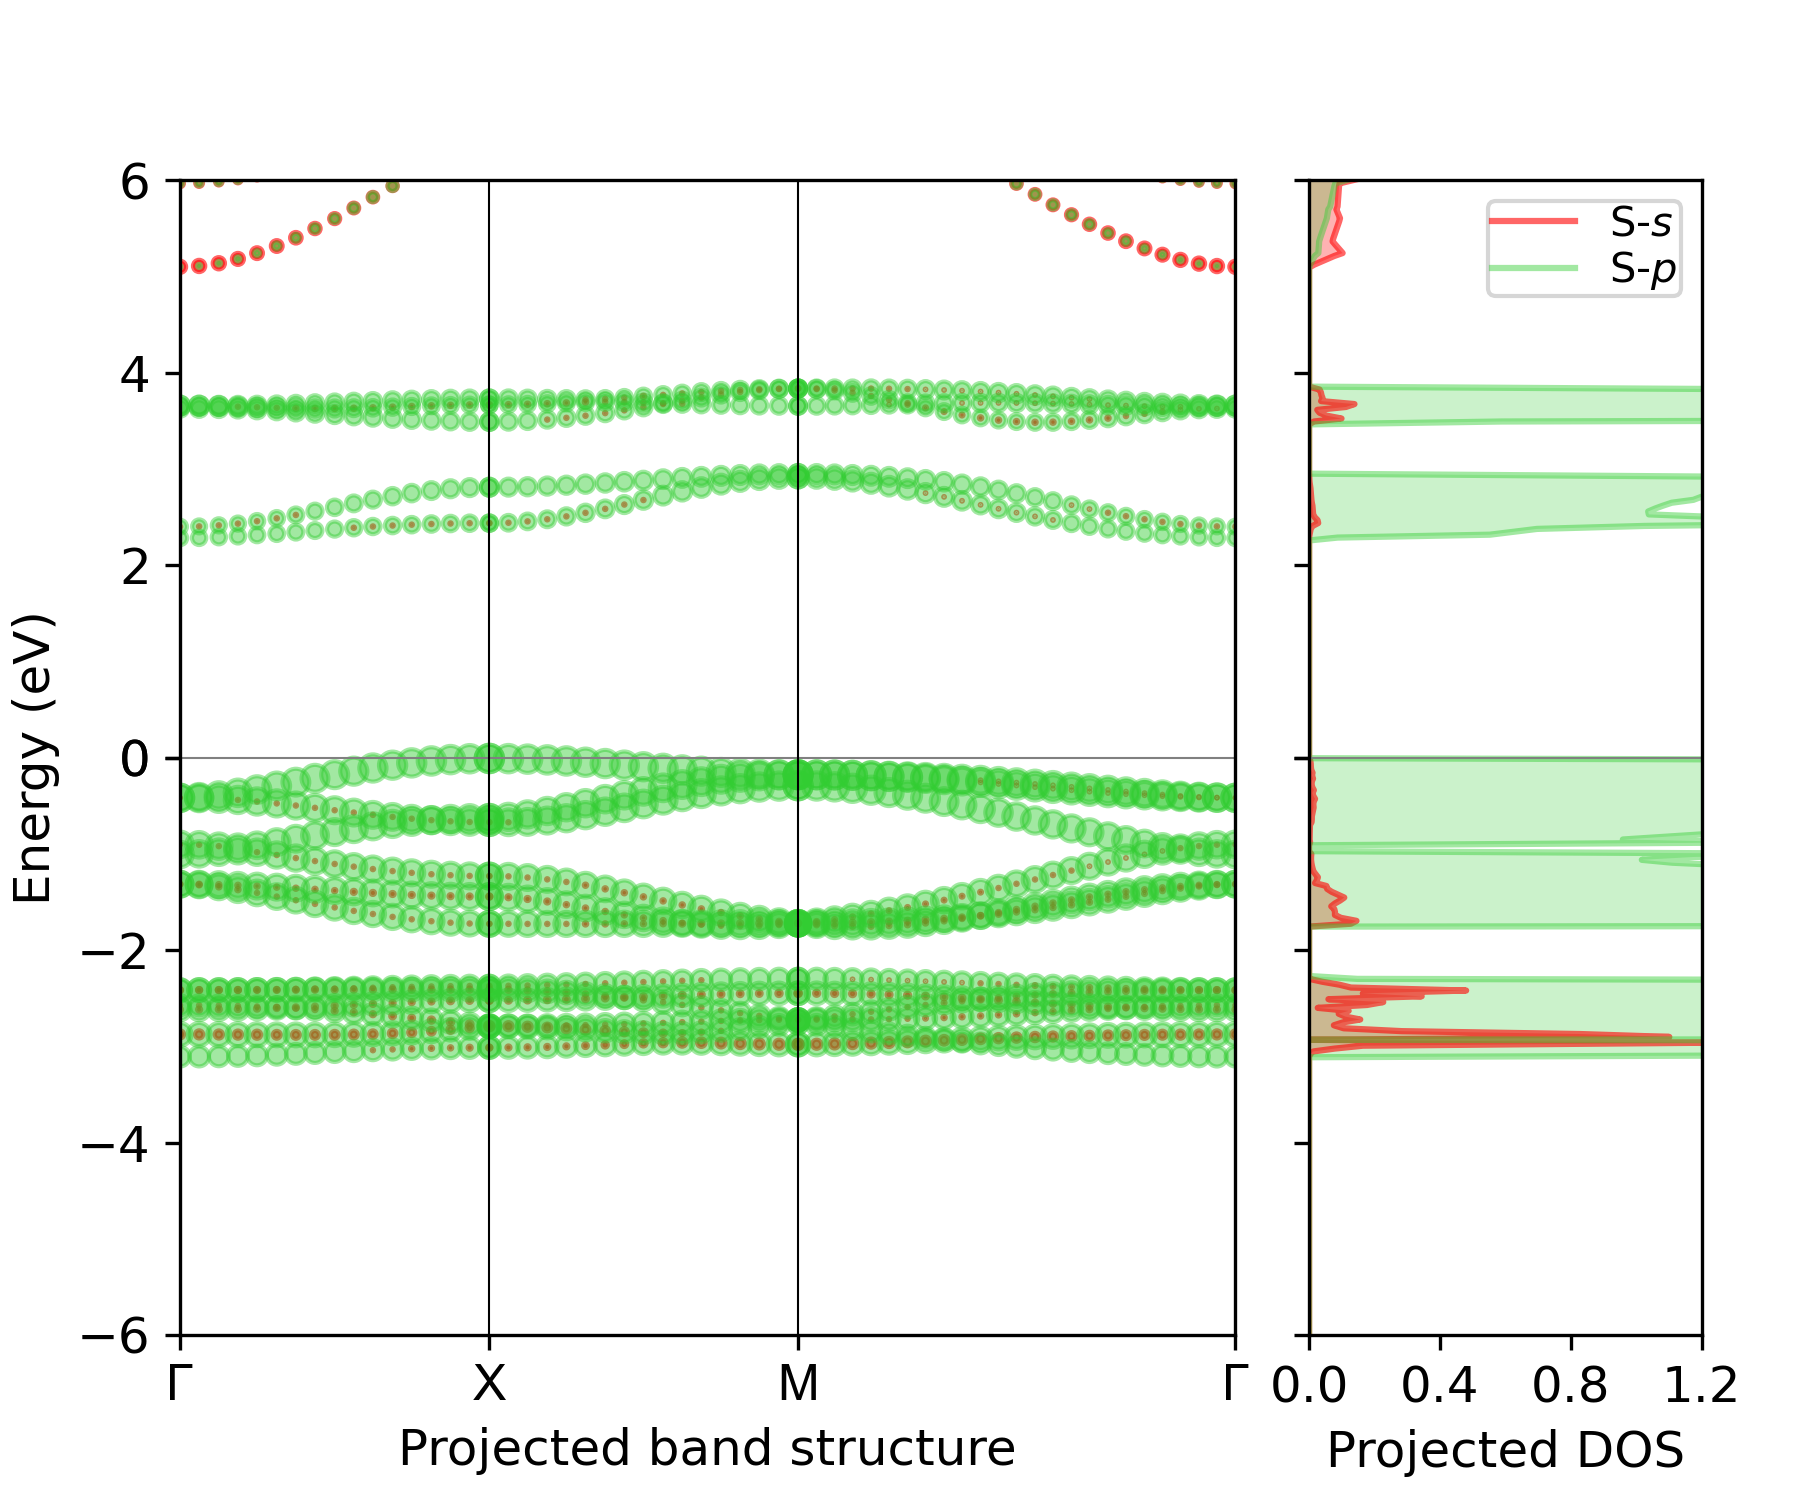 6
4
2
0
−2
−4
−6
Energy (eV)
Γ
X
M
Γ
Projected band structure
S-s
S-p
0.0
0.4
0.8
1.2
Projected DOS